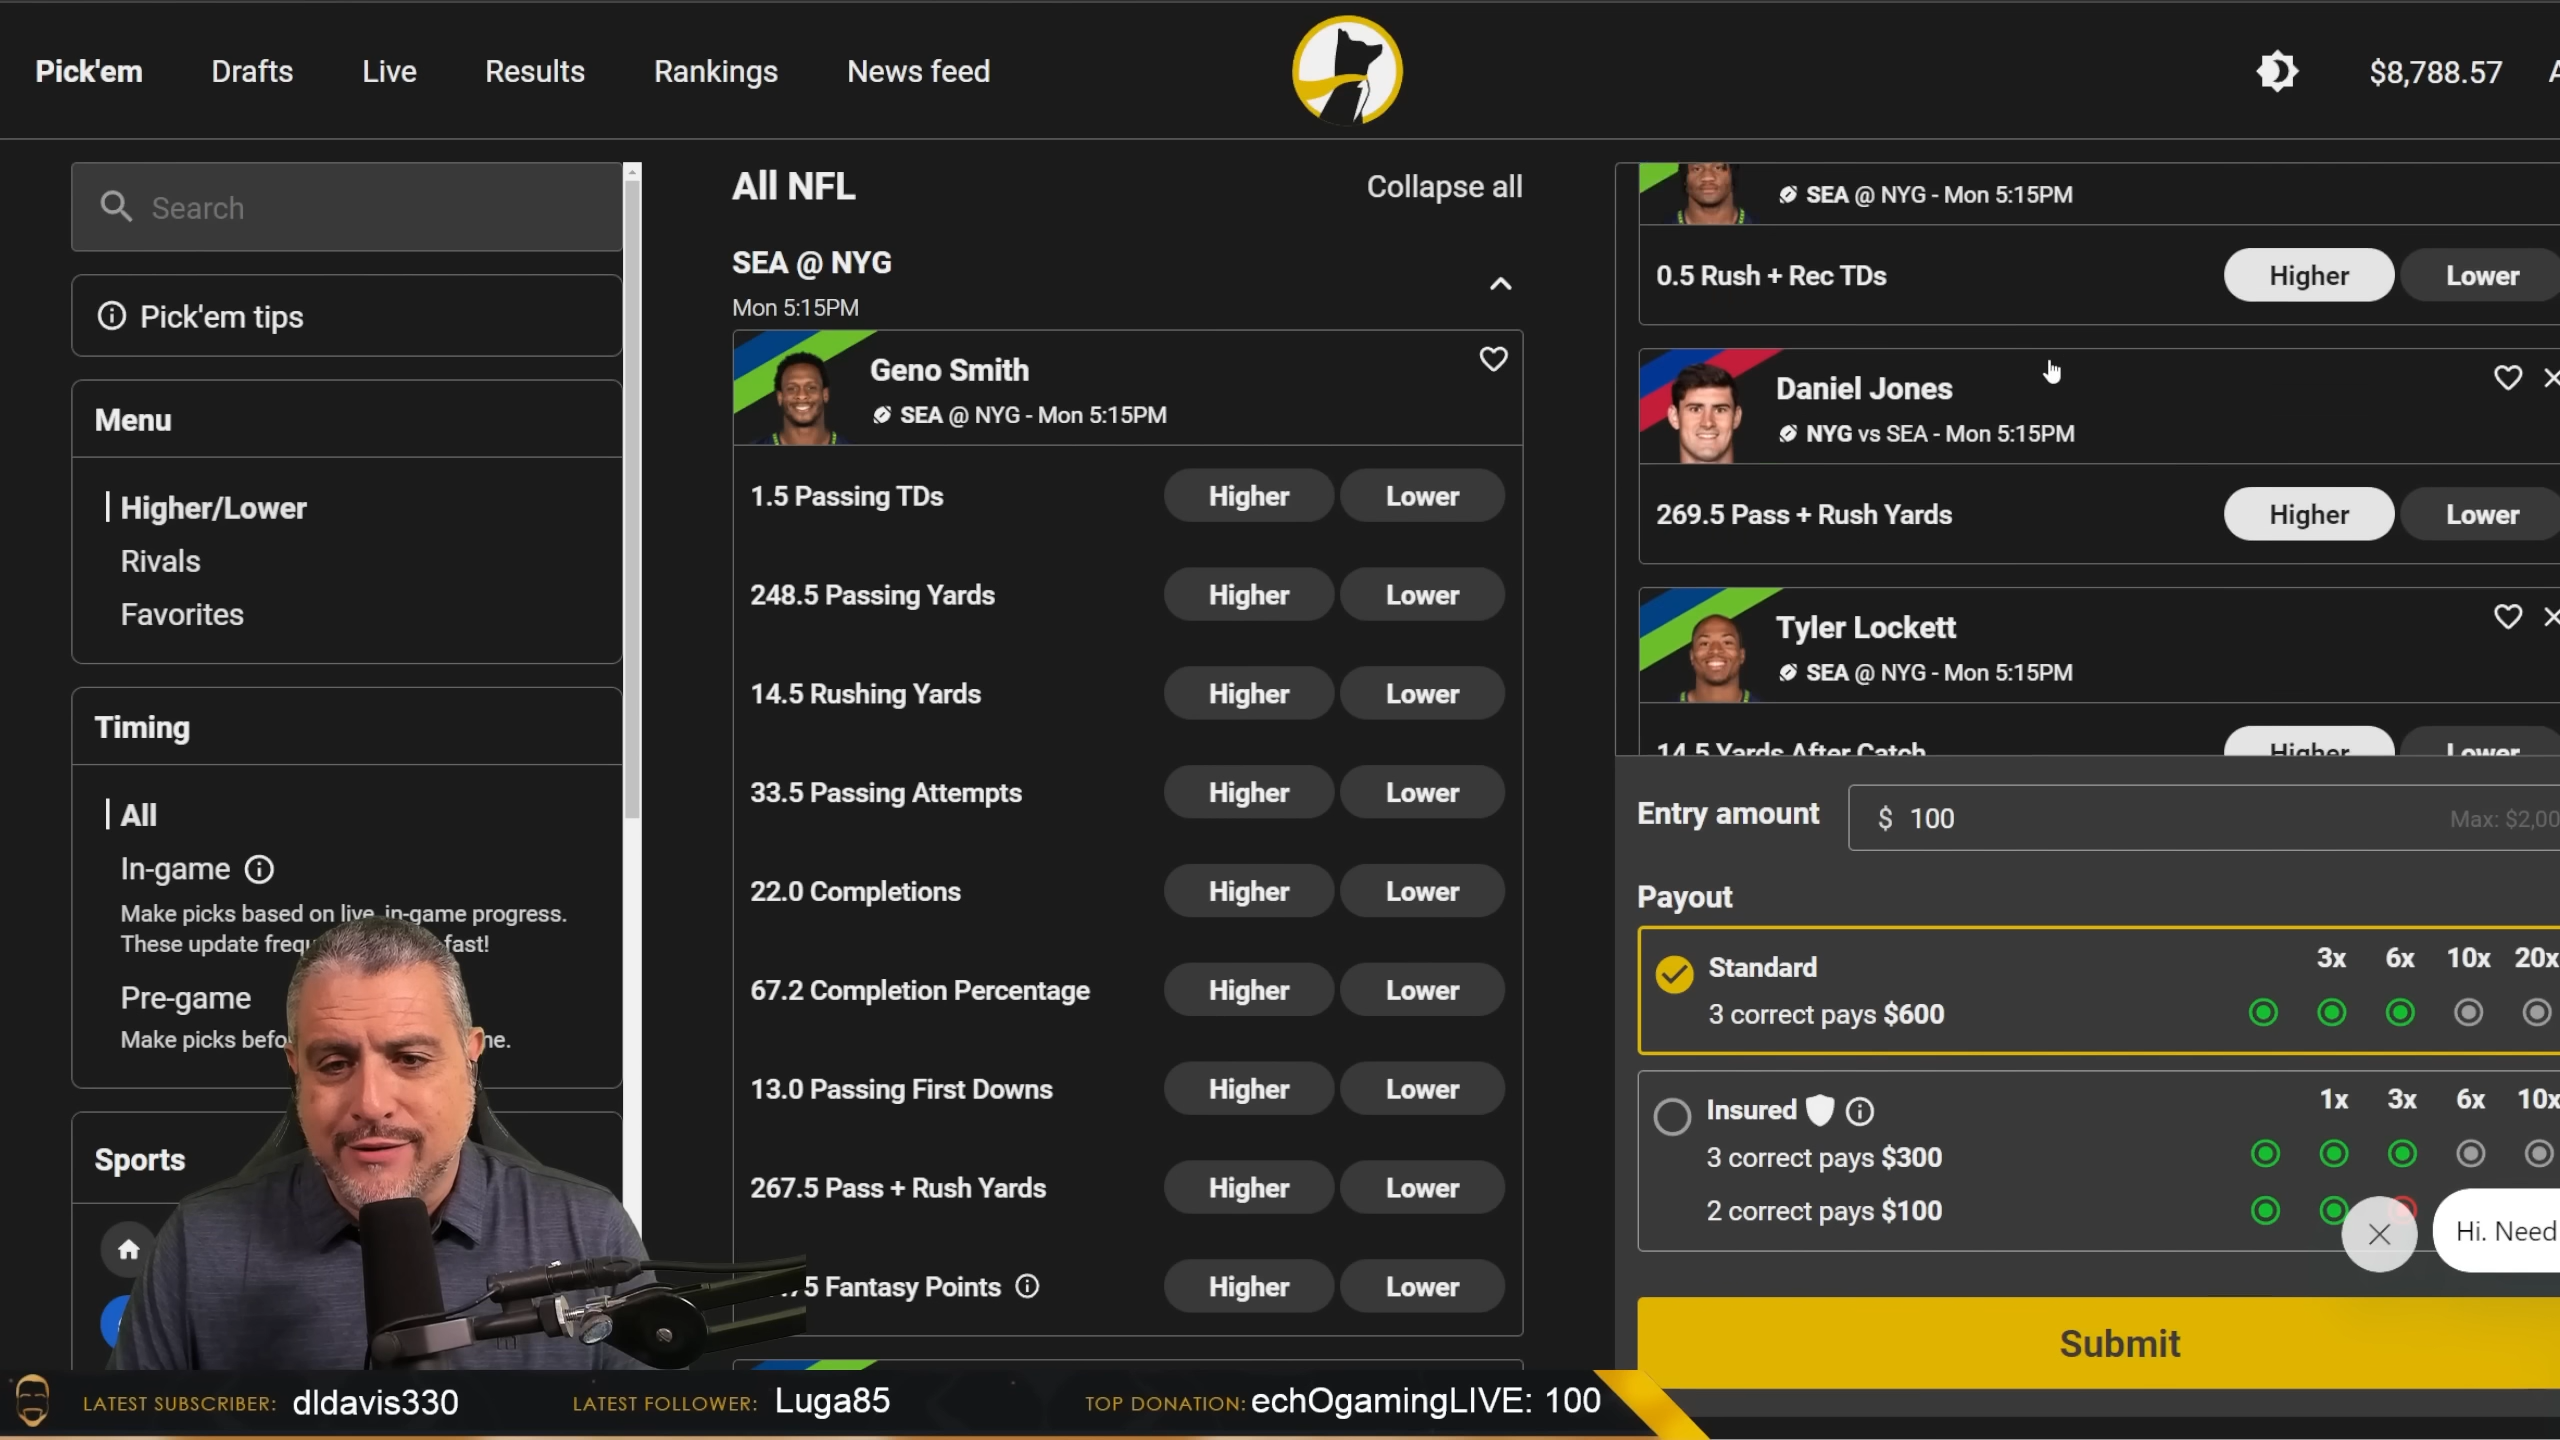 Pick'em
Drafts
Live
Results
Rankings
News feed
$8,788.57
Search
Pick'em tips
Menu
Higher/Lower
Rivals
Favorites
Timing
All
In-game
Make picks based on live, in-game progress.
These update fast!
Pre-game
Make picks
Sports
All NFL
Collapse all
SEA @ NYG
Mon 5:15PM
Geno Smith
SEA @ NYG - Mon 5:15PM
1.5 Passing TDs Higher Lower
248.5 Passing Yards Higher Lower
14.5 Rushing Yards Higher Lower
33.5 Passing Attempts Higher Lower
22.0 Completions Higher Lower
67.2 Completion Percentage Higher Lower
13.0 Passing First Downs Higher Lower
267.5 Pass + Rush Yards Higher Lower
Fantasy Points Higher Lower
SEA @ NYG - Mon 5:15PM
0.5 Rush + Rec TDs Higher Lower
Daniel Jones
NYG vs SEA - Mon 5:15PM
269.5 Pass + Rush Yards Higher Lower
Tyler Lockett
SEA @ NYG - Mon 5:15PM
14.5 Yards After Catch Higher Lower
Entry amount $ 100 Max:
Payout
Standard 3x 6x 10x 20x
3 correct pays $600
Insured 1x 3x 6x 10x
3 correct pays $300
2 correct pays $100
Hi. Need
Submit
LATEST SUBSCRIBER: dldavis330
LATEST FOLLOWER: Luga85
TOP DONATION: echOgamingLIVE: 100